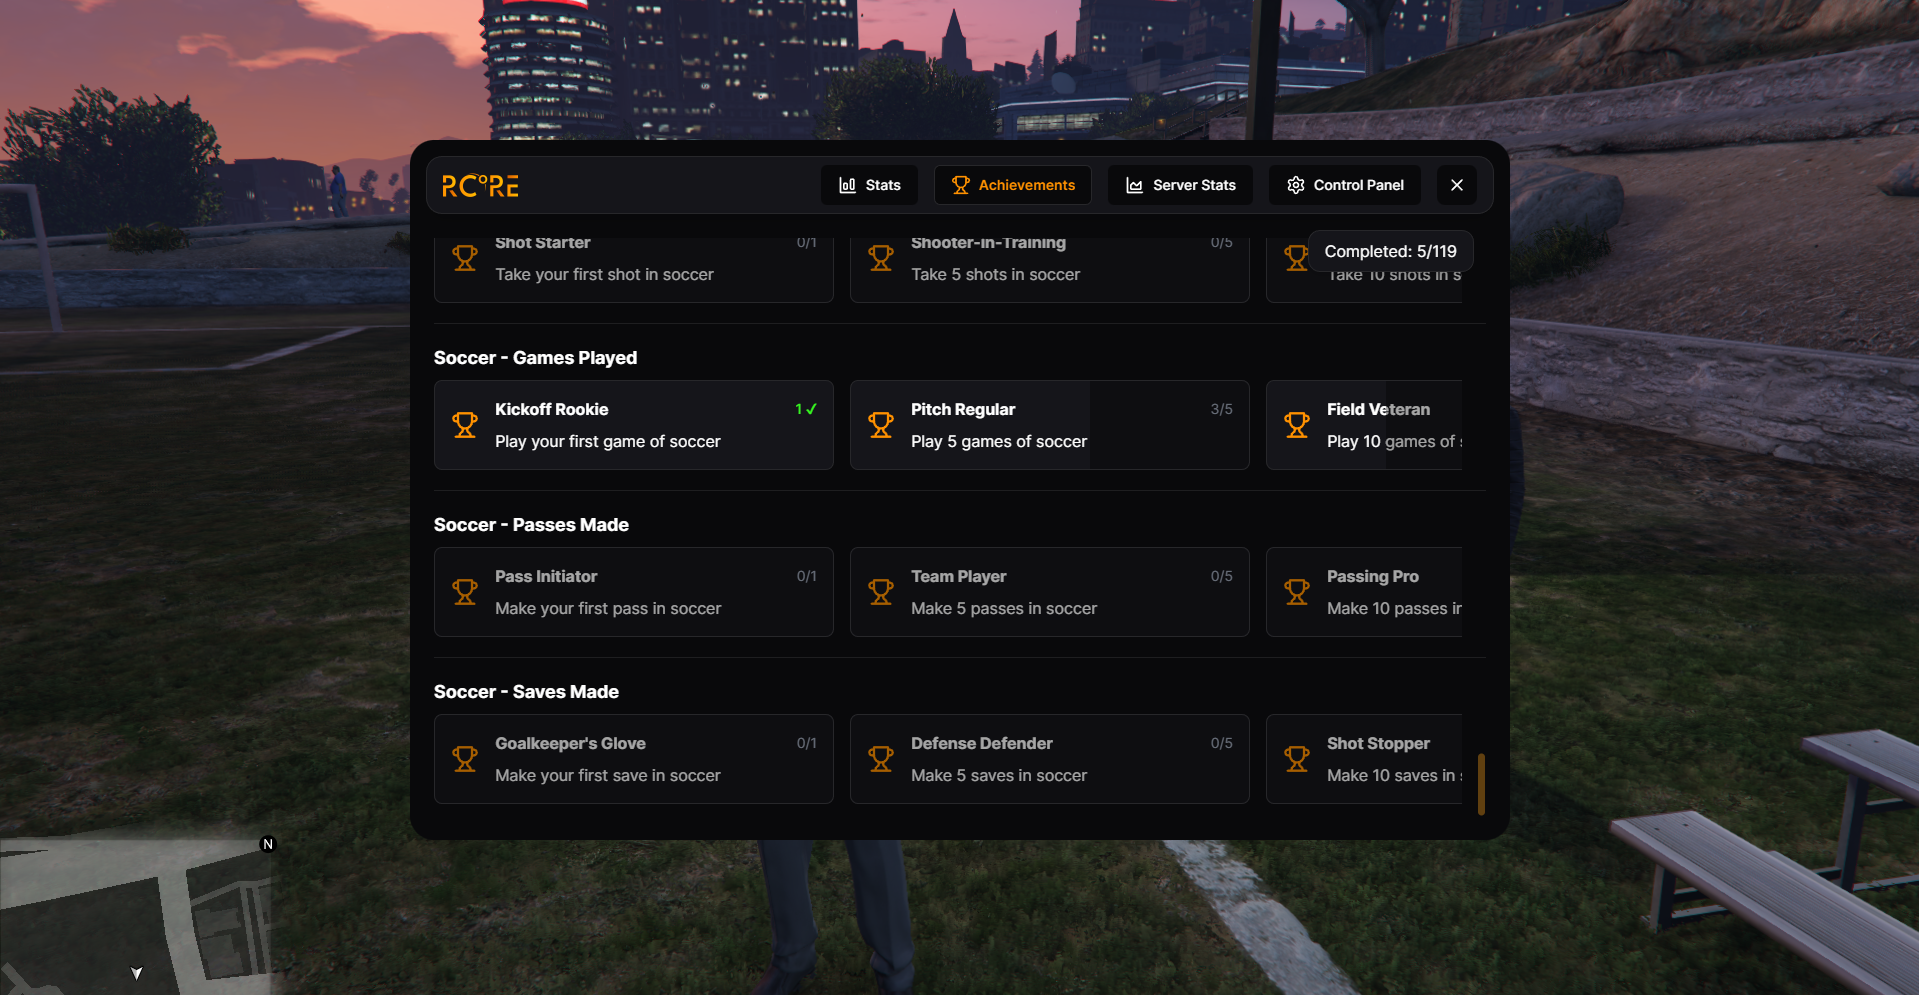 RCORE
Stats
Achievements
Server Stats
Control Panel
Completed: 5/119
Shot Starter
0/1
Take your first shot in soccer
Shooter-in-Training
0/5
Take 5 shots in soccer
Take 10 shots in s
Soccer - Games Played
Kickoff Rookie
1 ✓
Play your first game of soccer
Pitch Regular
3/5
Play 5 games of soccer
Field Veteran
Play 10 games of s
Soccer - Passes Made
Pass Initiator
0/1
Make your first pass in soccer
Team Player
0/5
Make 5 passes in soccer
Passing Pro
Make 10 passes in
Soccer - Saves Made
Goalkeeper's Glove
0/1
Make your first save in soccer
Defense Defender
0/5
Make 5 saves in soccer
Shot Stopper
Make 10 saves in s
N